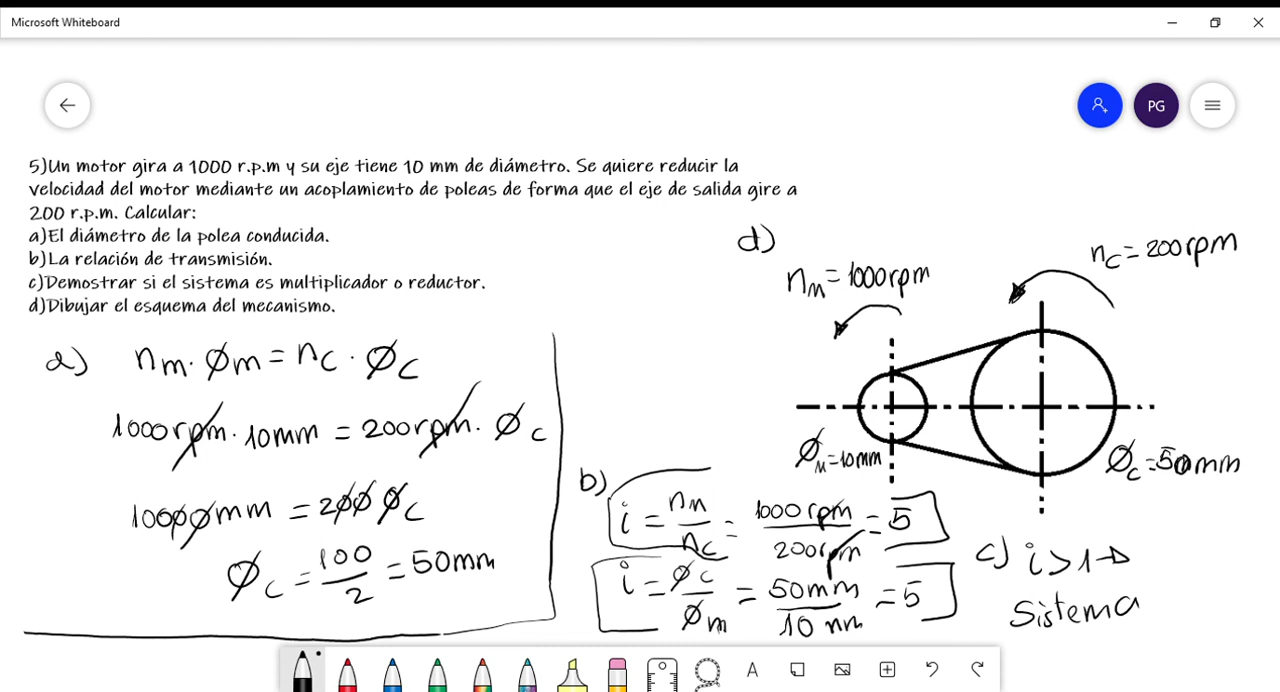 Microsoft Whiteboard
PG
5)Un motor gira a 1000 r.p.m y su eje tiene 10 mm de diámetro. Se quiere reducir la
velocidad del motor mediante un acoplamiento de poleas de forma que el eje de salida gire a
200 r.p.m. Calcular:
a)El diámetro de la polea conducida.
b)La relación de transmisión.
c)Demostrar si el sistema es multiplicador o reductor.
d)Dibujar el esquema del mecanismo.
a) nm · Øm = nc · Øc
1000rpm · 10mm = 200rpm · Øc
10000mm = 200 Øc
Øc = 100/2 = 50mm
d)
nM = 1000rpm
nc = 200rpm
ØM = 10mm
Øc = 50mm
b)
i = nM/nc = 1000rpm/200rpm = 5
i = Øc/Øm = 50mm/10mm = 5
c) i > 1 →
Sistema
A